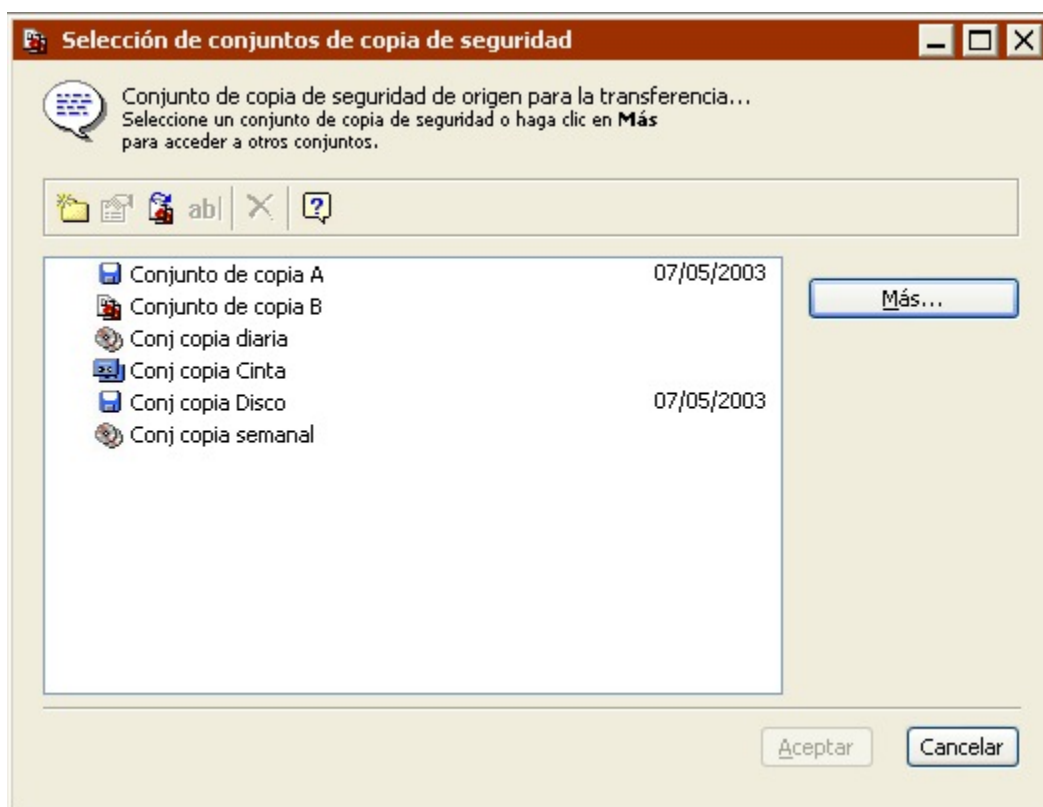 Selección de conjuntos de copia de seguridad
Conjunto de copia de seguridad de origen para la transferencia...
Seleccione un conjunto de copia de seguridad o haga clic en Más
para acceder a otros conjuntos.
ab|
Conjunto de copia A 07/05/2003
Conjunto de copia B
Conj copia diaria
Conj copia Cinta
Conj copia Disco 07/05/2003
Conj copia semanal
Más...
Aceptar Cancelar